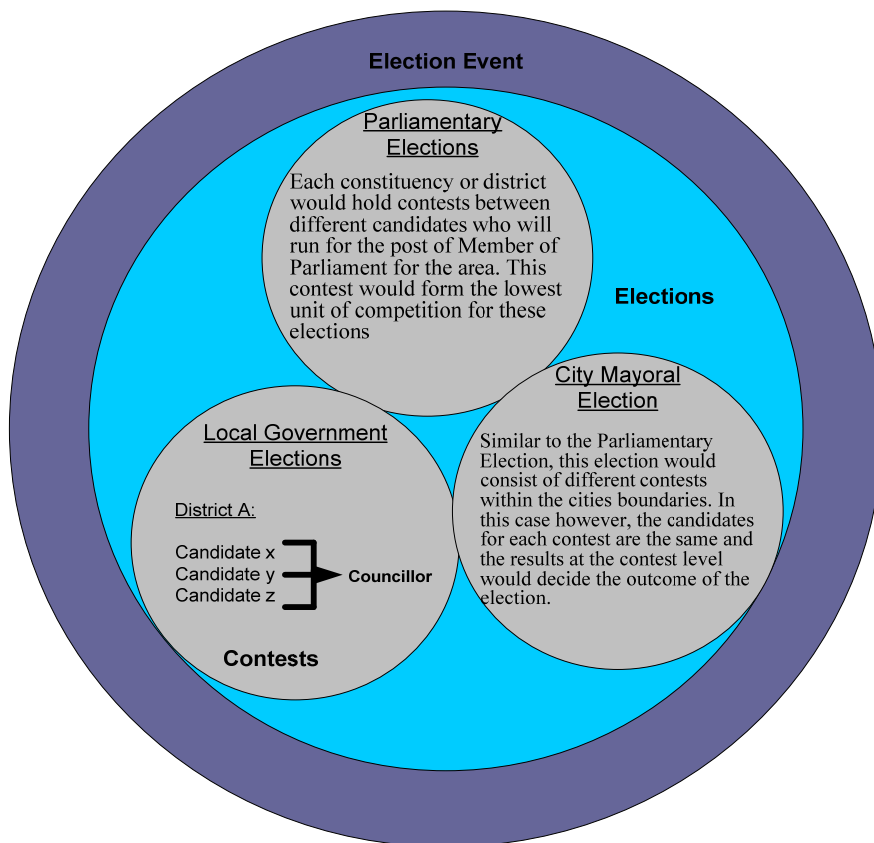 Election Event
Parliamentary
Elections
Each constituency or district
would hold contests between
different candidates who will
run for the post of Member of
Parliament for the area. This
contest would form the lowest
unit of competition for these
elections
Elections
City Mayoral
Election
Similar to the Parliamentary
Election, this election would
consist of different contests
within the cities boundaries. In
this case however, the candidates
for each contest are the same and
the results at the contest level
would decide the outcome of the
election.
Local Government
Elections
District A:
Candidate x
Candidate y
Candidate z
Councillor
Contests